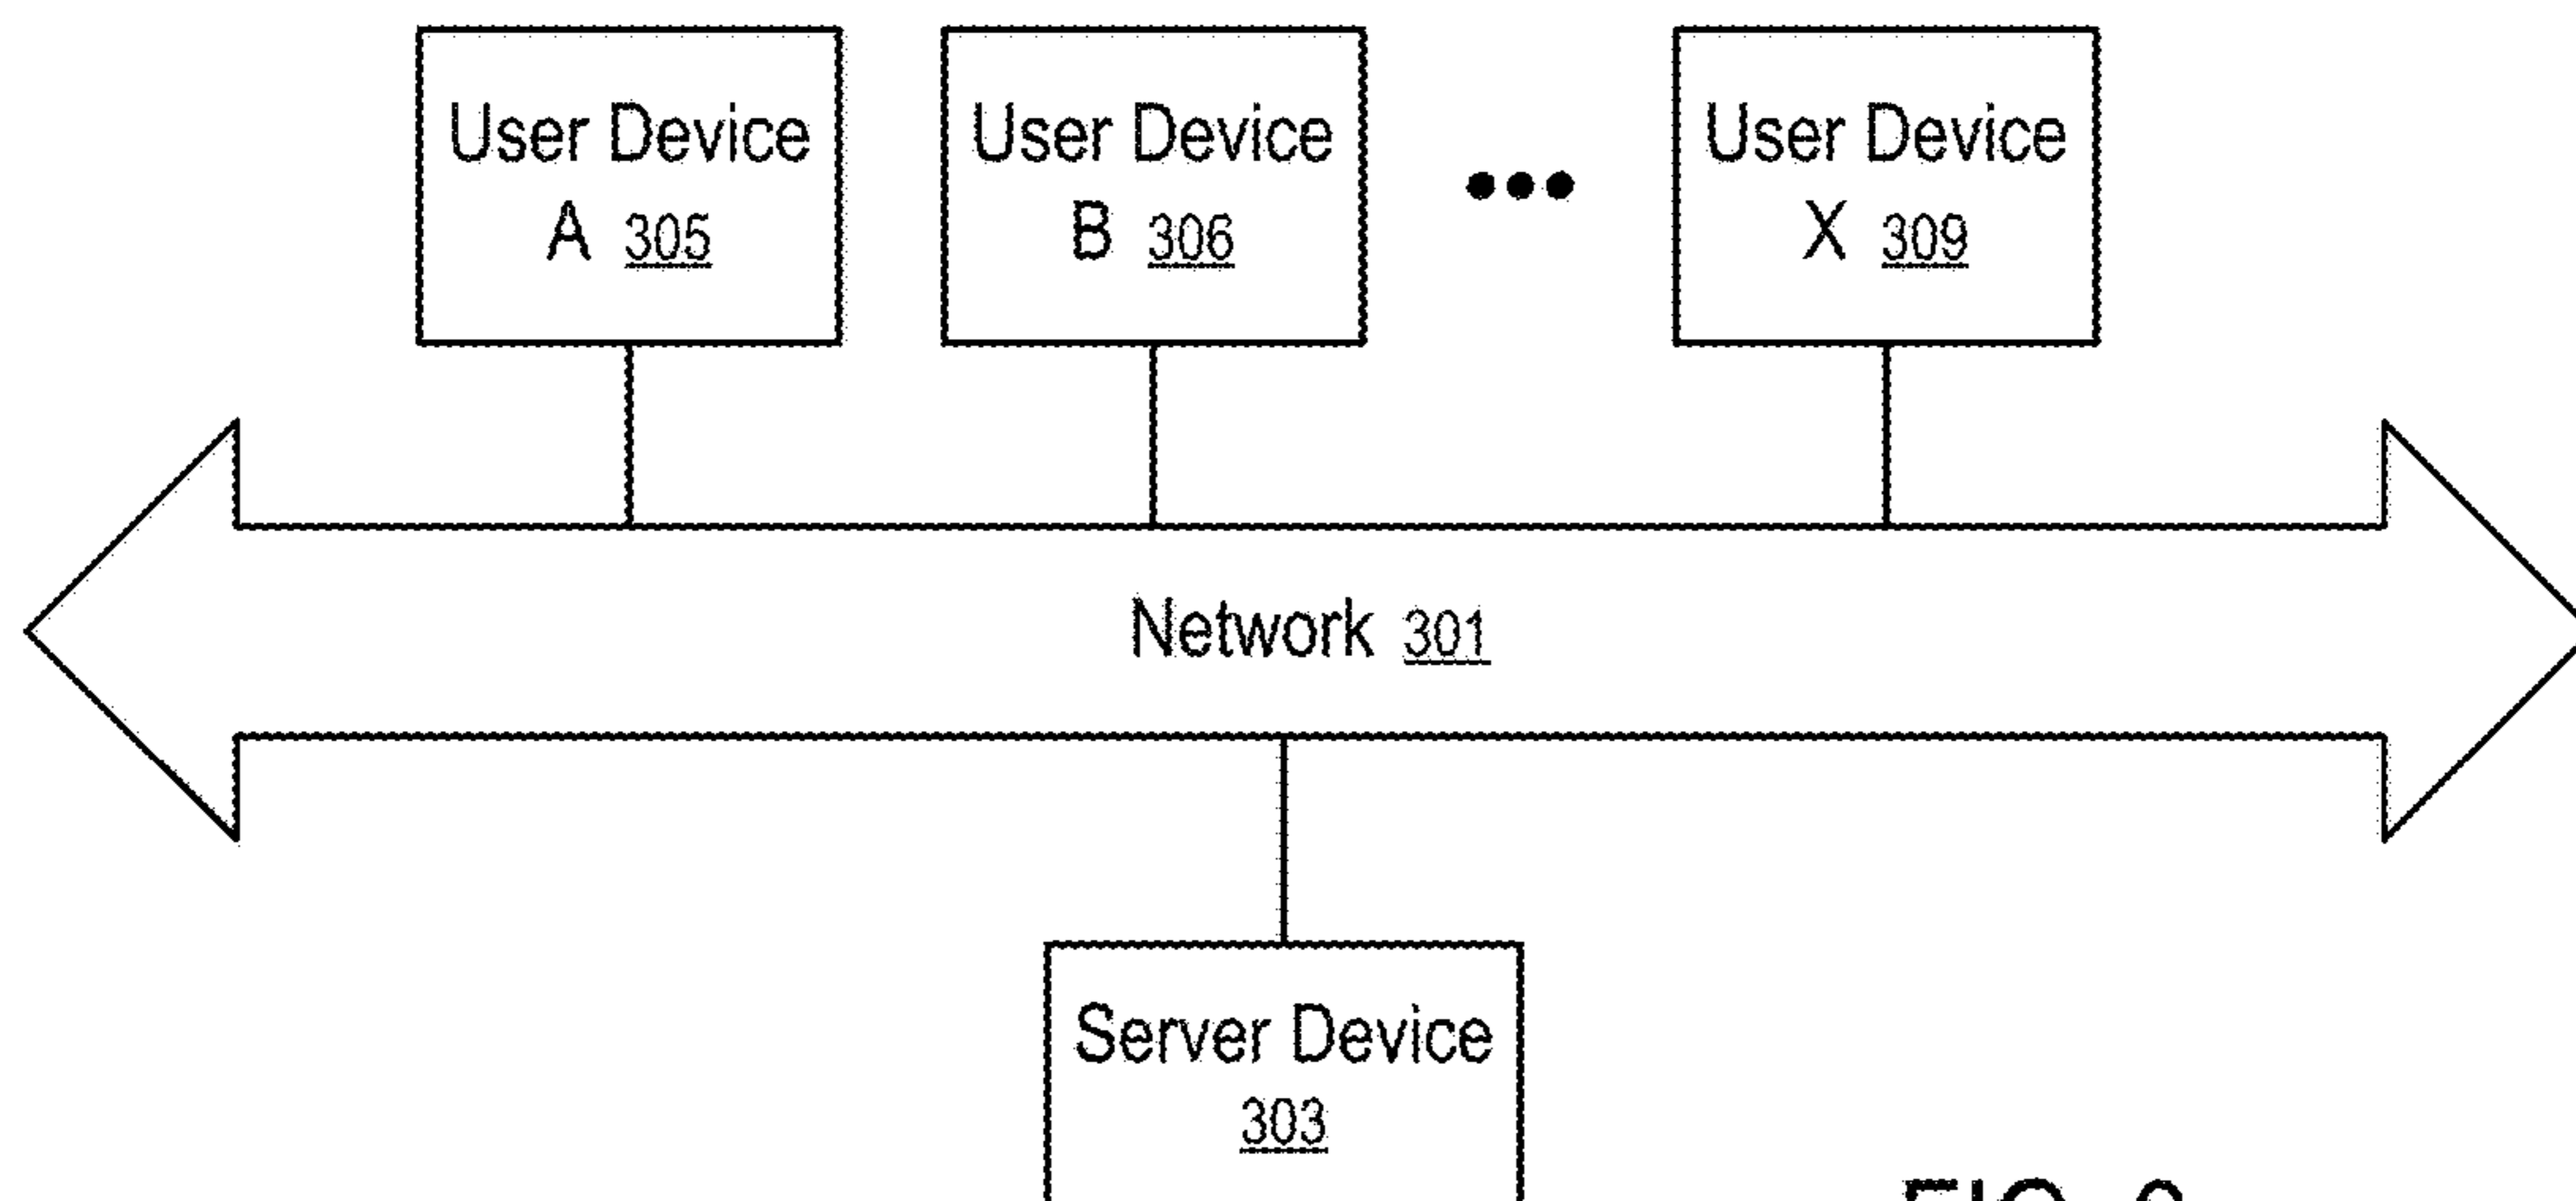 User Device
A 305
User Device
B 306
User Device
X 309
Network 301
Server Device
303